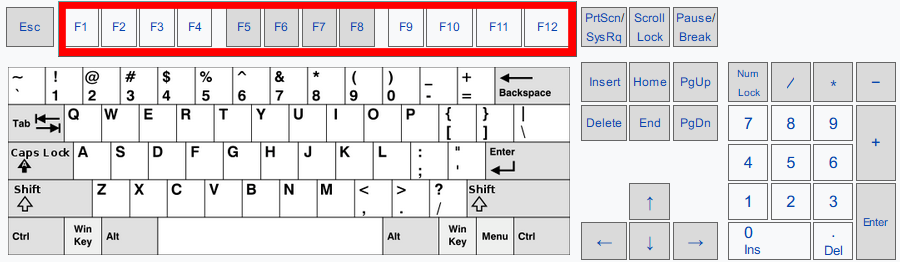 Esc F1 F2 F3 F4 F5 F6 F7 F8 F9 F10 F11 F12 PrtScn/ Scroll Pause/
SysRq Lock Break
~ ! @ # $ % ^ & * ( ) _ + ←
` 1 2 3 4 5 6 7 8 9 0 - = Backspace
Insert Home PgUp Num / * −
Lock
Tab Q W E R T Y U I O P { } |
[ ] \
Delete End PgDn 7 8 9 +
Caps Lock A S D F G H J K L : " Enter
; '
4 5 6
Shift Z X C V B N M < > ? Shift
, . /
↑ 1 2 3 Enter
Ctrl Win Alt Alt Win Menu Ctrl
Key Key
← ↓ → 0 .
Ins Del